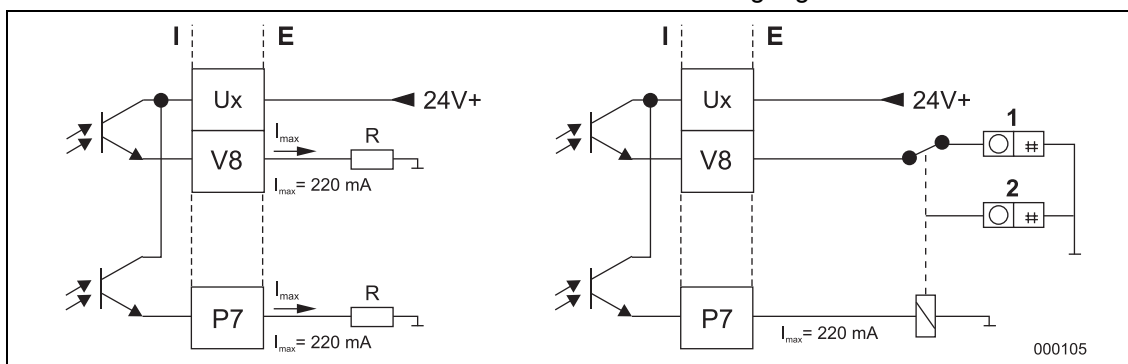 I E
Ux 24V+
Imax R
V8
Imax= 220 mA
Imax R
P7
Imax= 220 mA
I E
Ux 24V+
1
V8 #
2
#
P7
Imax= 220 mA
000105